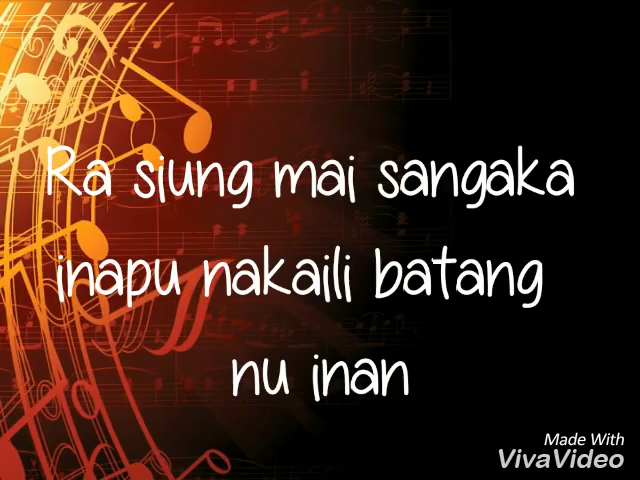 Ra siung mai sangaka
inapu nakaili batang
nu inan
Made With
VivaVideo